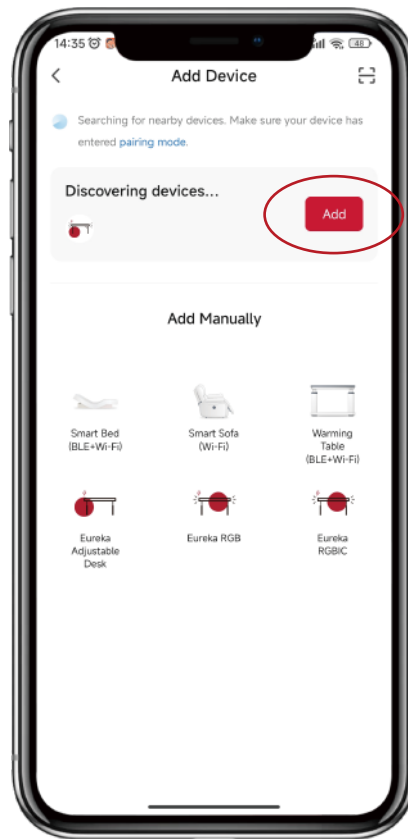 14:35
48
Add Device
Searching for nearby devices. Make sure your device has
entered pairing mode.
Discovering devices...
Add
Add Manually
Smart Bed
(BLE+Wi-Fi)
Smart Sofa
(Wi-Fi)
Warming
Table
(BLE+Wi-Fi)
Eureka
Adjustable
Desk
Eureka RGB
Eureka
RGBIC